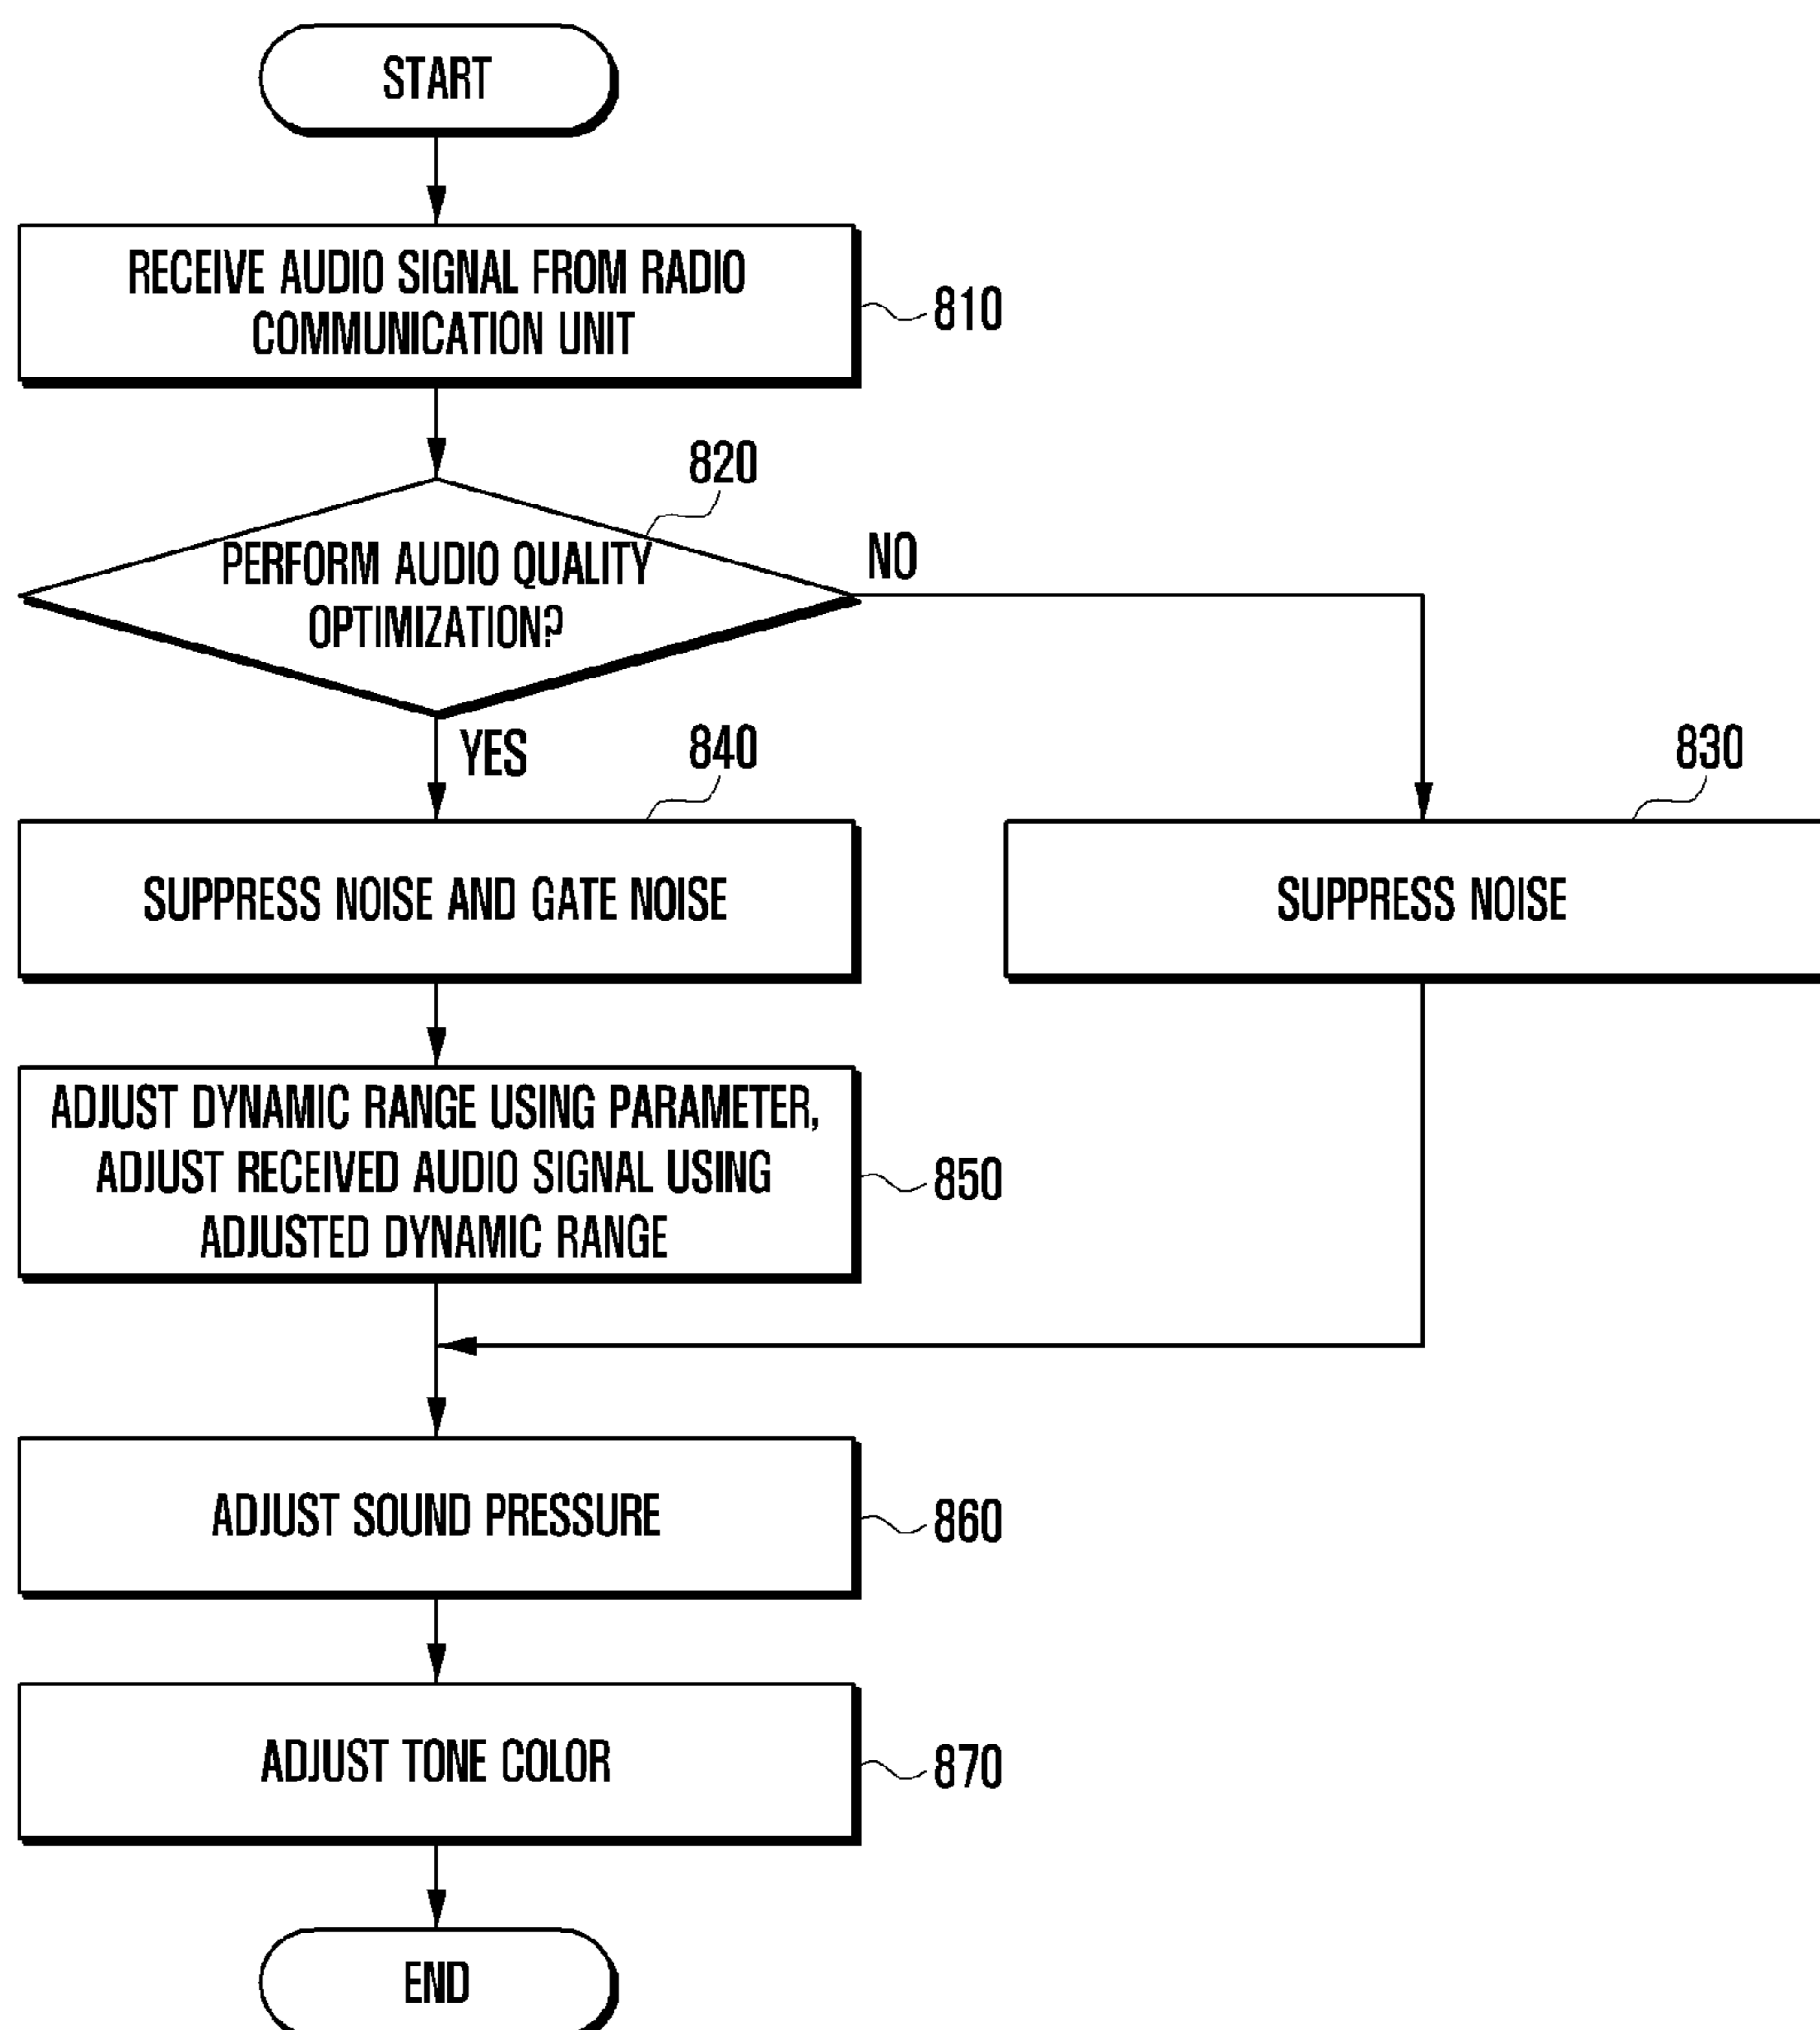 START
RECEIVE AUDIO SIGNAL FROM RADIO
COMMUNICATION UNIT
810
820
PERFORM AUDIO QUALITY
OPTIMIZATION?
NO
YES
840
830
SUPPRESS NOISE AND GATE NOISE
SUPPRESS NOISE
ADJUST DYNAMIC RANGE USING PARAMETER,
ADJUST RECEIVED AUDIO SIGNAL USING
ADJUSTED DYNAMIC RANGE
850
ADJUST SOUND PRESSURE
860
ADJUST TONE COLOR
870
END